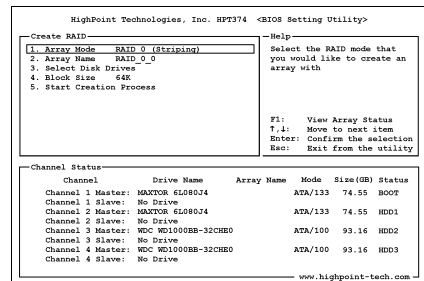 HighPoint Technologies, Inc. HPT374 <BIOS Setting Utility>
Create RAID
1. Array Mode RAID 0 (Striping)
2. Array Name RAID_0_0
3. Select Disk Drives
4. Block Size 64K
5. Start Creation Process
Help
Select the RAID mode that
you would like to create an
array with
F1: View Array Status
↑,↓: Move to next item
Enter: Confirm the selection
Esc: Exit from the utility
Channel Status
Channel Drive Name Array Name Mode Size(GB) Status
Channel 1 Master: MAXTOR 6L080J4 ATA/133 74.55 BOOT
Channel 1 Slave: No Drive
Channel 2 Master: MAXTOR 6L080J4 ATA/133 74.55 HDD1
Channel 2 Slave: No Drive
Channel 3 Master: WDC WD1000BB-32CHE0 ATA/100 93.16 HDD2
Channel 3 Slave: No Drive
Channel 4 Master: WDC WD1000BB-32CHE0 ATA/100 93.16 HDD3
Channel 4 Slave: No Drive
www.highpoint-tech.com